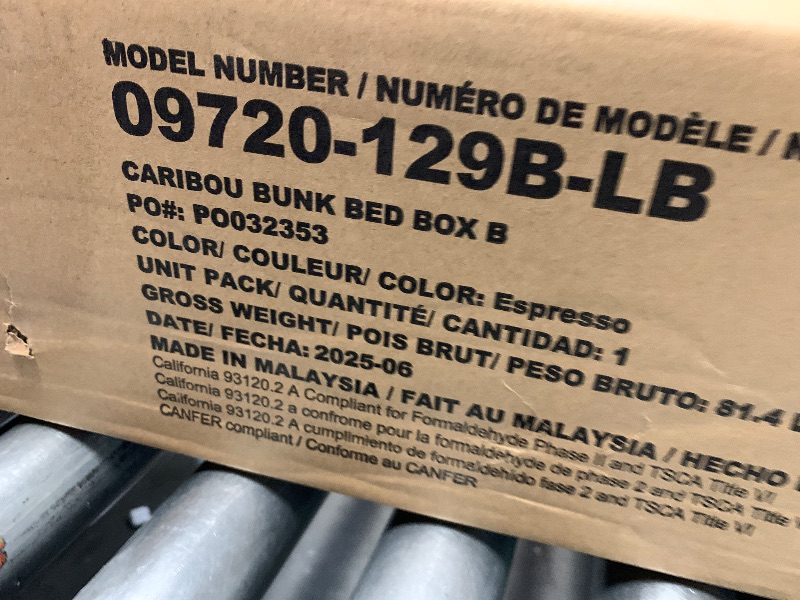 MODEL NUMBER / NUMÉRO DE MODÈLE /
09720-129B-LB
CARIBOU BUNK BED BOX B
PO#: PO032353
COLOR/ COULEUR/ COLOR: Espresso
UNIT PACK/ QUANTITÉ/ CANTIDAD: 1
GROSS WEIGHT/ POIS BRUT/ PESO BRUTO: 81.4
DATE/ FECHA: 2025-06
MADE IN MALAYSIA / FAIT AU MALAYSIA / HECHO
California 93120.2 A Compliant for Formaldehyde Phase II and TSCA Title VI
California 93120.2 a confrome pour la formaldehyde de phase 2 and TSCA Title
California 93120.2 A cumplimiento de formaldehído fase 2 and TSCA Title VI
CANFER compliant / Conforme au CANFER